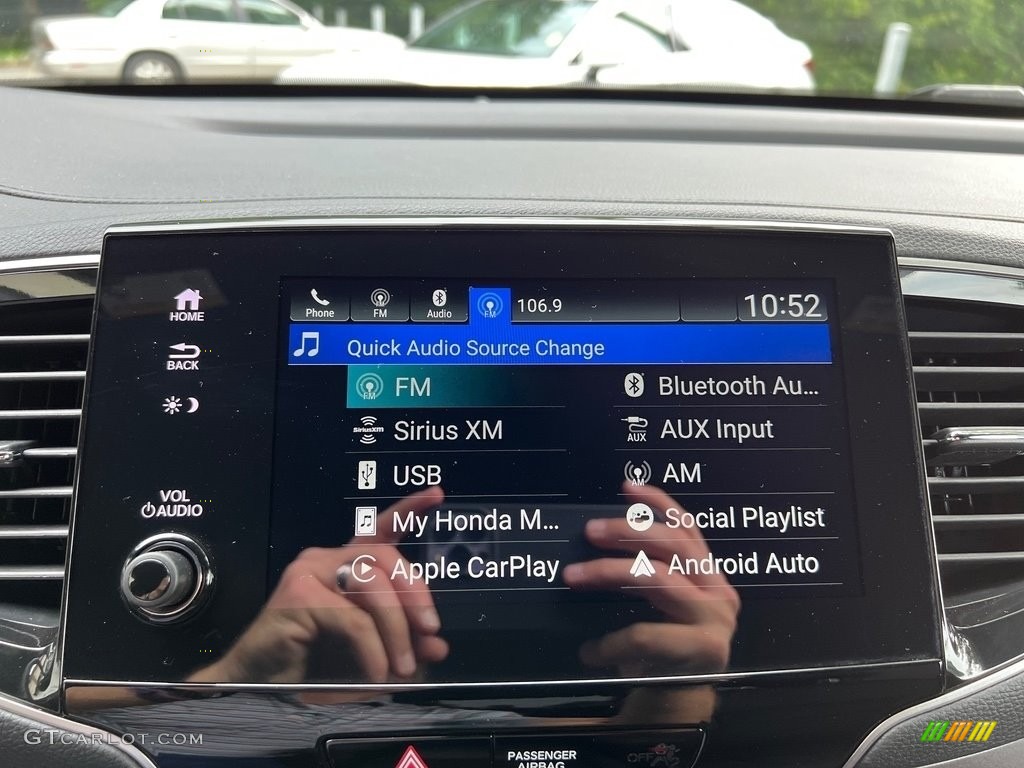 Phone FM Audio FM 106.9 10:52
Quick Audio Source Change
FM FM
Bluetooth Au...
SiriusXM Sirius XM
AUX AUX Input
USB
AM AM
My Honda M...
Social Playlist
Apple CarPlay
Android Auto
HOME
BACK
VOL
AUDIO
PASSENGER
AIRBAG
OFF
GTCARLOT.COM